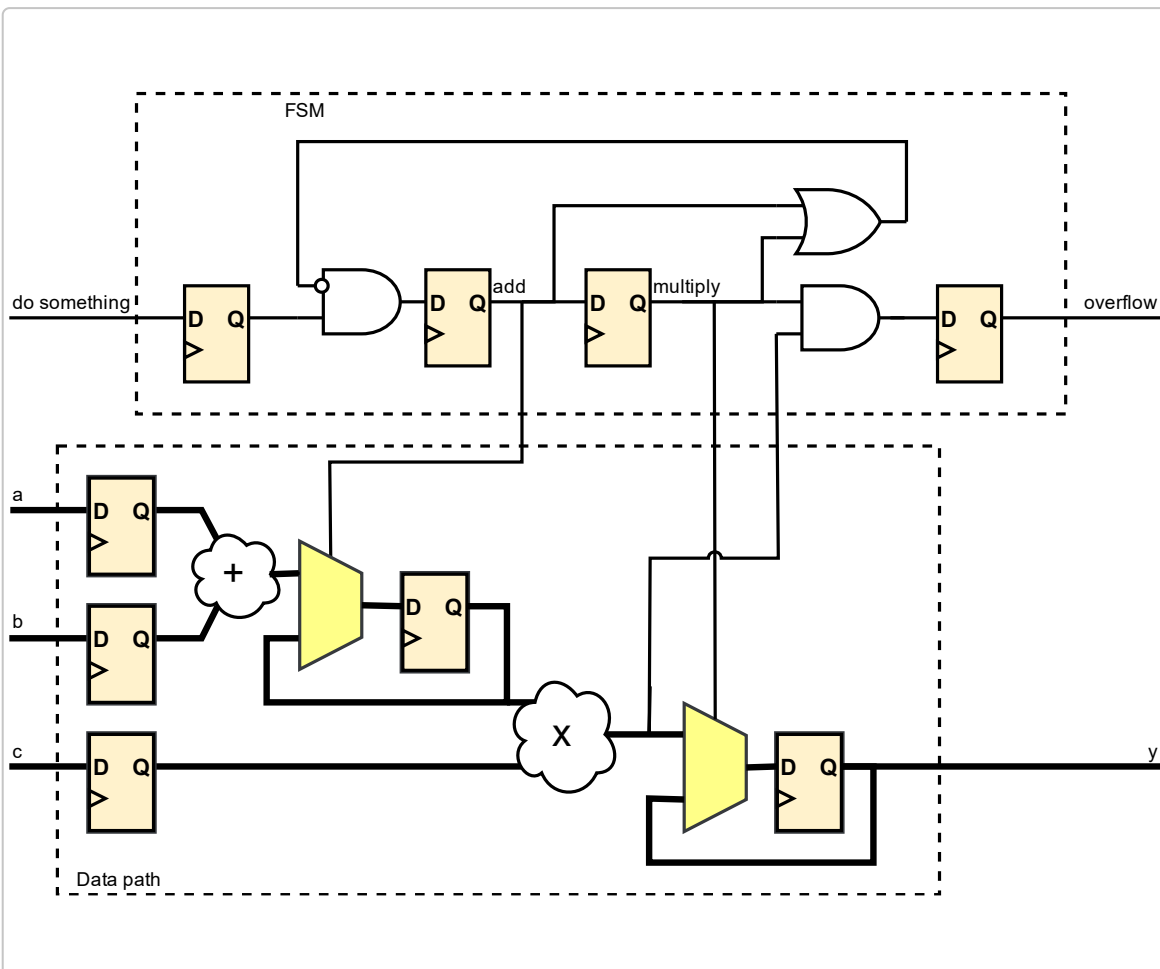 FSM
add
multiply
do something
D Q
D Q
D Q
D Q
overflow
a
D Q
+
b
D Q
D Q
X
c
D Q
D Q
y
Data path